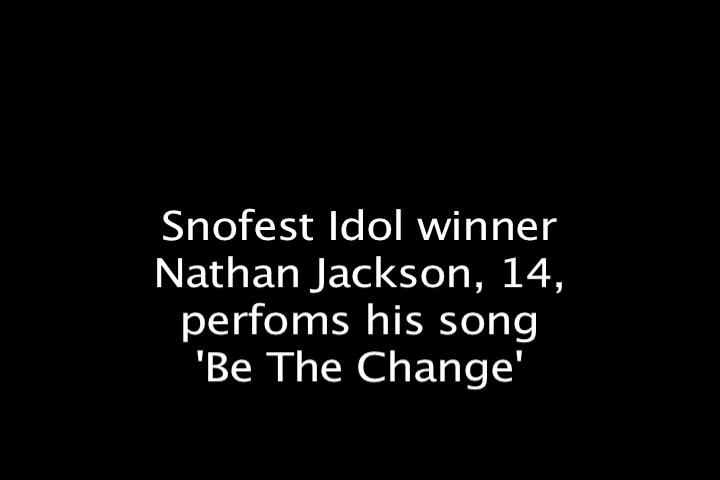 Snofest Idol winner
Nathan Jackson, 14,
perfoms his song
'Be The Change'